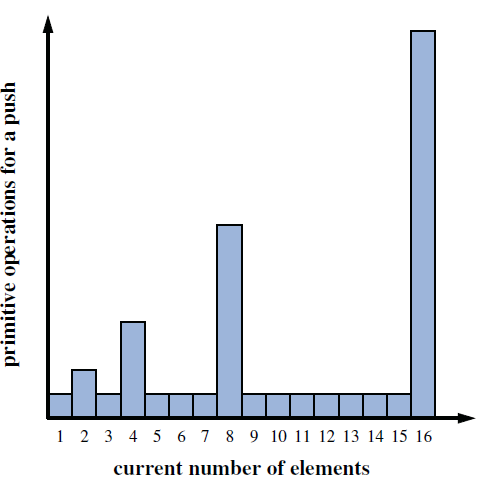 primitive operations for a push
1 2 3 4 5 6 7 8 9 10 11 12 13 14 15 16
current number of elements